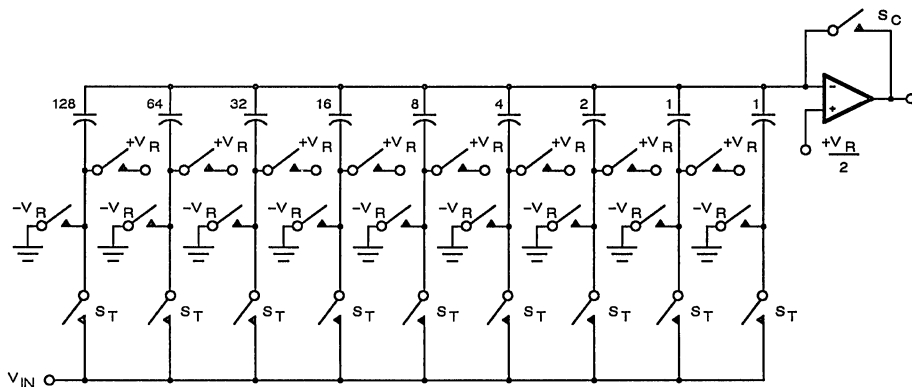 S C
128 64 32 16 8 4 2 1 1
− +
+V R +V R +V R +V R +V R +V R +V R +V R
+V R
2
−V R −V R −V R −V R −V R −V R −V R −V R −V R
S T S T S T S T S T S T S T S T S T
V IN